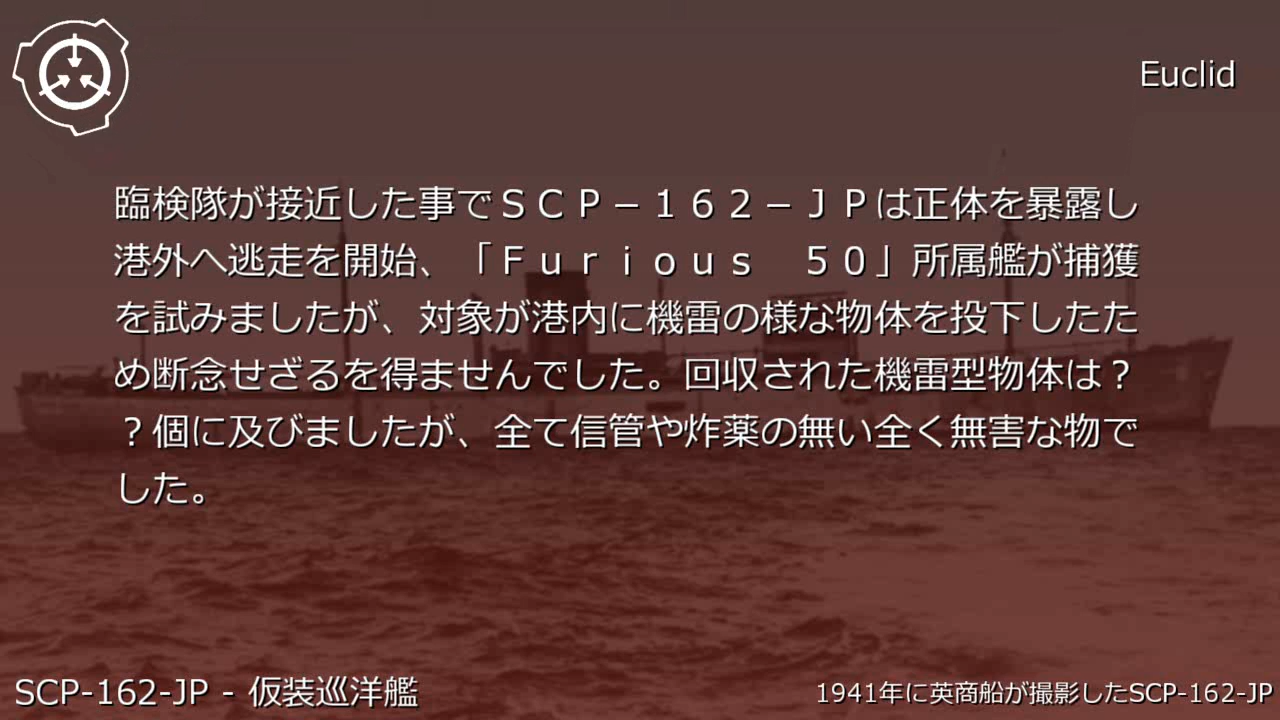 Euclid
臨検隊が接近した事でＳＣＰ－１６２－ＪＰは正体を暴露し
港外へ逃走を開始、「Ｆｕｒｉｏｕｓ　５０」所属艦が捕獲
を試みましたが、対象が港内に機雷の様な物体を投下したた
め断念せざるを得ませんでした。回収された機雷型物体は？
？個に及びましたが、全て信管や炸薬の無い全く無害な物で
した。
SCP-162-JP - 仮装巡洋艦
1941年に英商船が撮影したSCP-162-JP